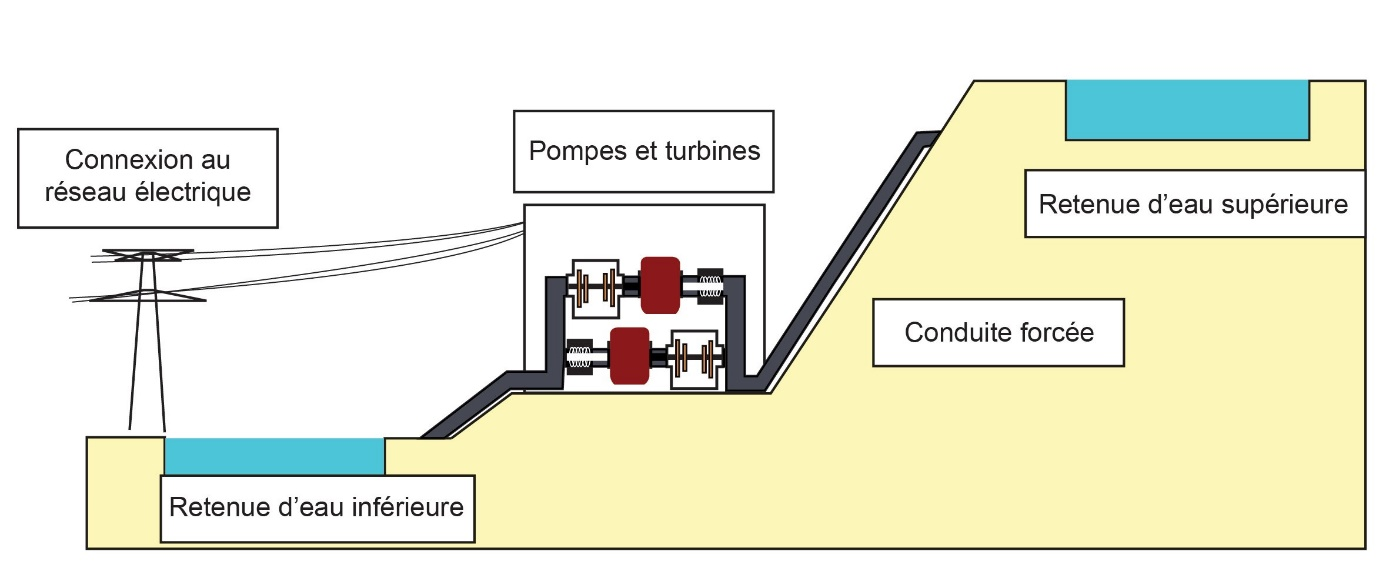 Connexion au
réseau électrique
Pompes et turbines
Retenue d’eau supérieure
Conduite forcée
Retenue d’eau inférieure